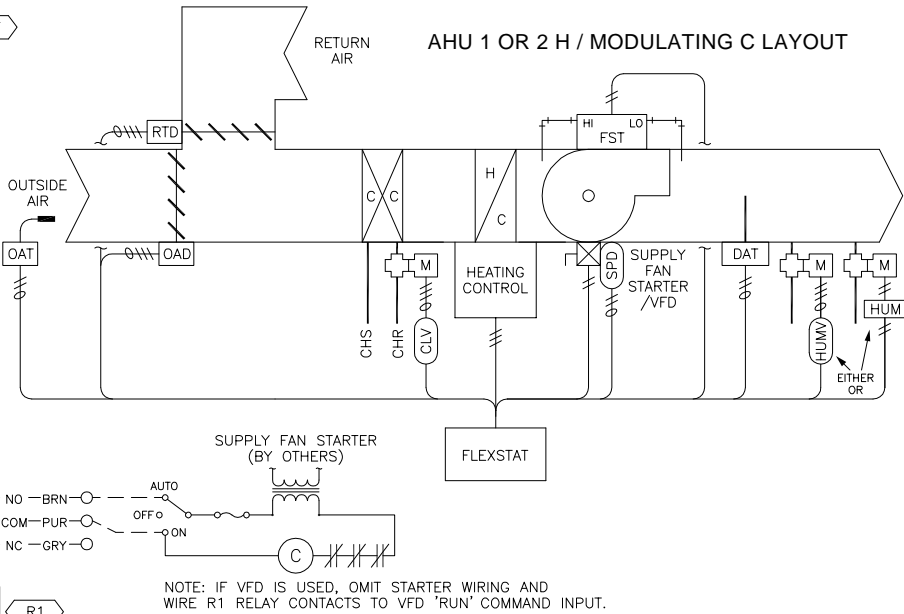 AHU 1 OR 2 H / MODULATING C LAYOUT
RETURN
AIR
HI LO
FST
RTD
OUTSIDE
AIR
C C
H
C
OAT
OAD
M
HEATING
CONTROL
SPD
SUPPLY
FAN
STARTER
/VFD
DAT
M
M
HUM
CHS
CHR
CLV
HUMV
EITHER
OR
FLEXSTAT
SUPPLY FAN STARTER
(BY OTHERS)
AUTO
NO BRN
OFF
COM PUR
ON
NC GRY
C
NOTE: IF VFD IS USED, OMIT STARTER WIRING AND
WIRE R1 RELAY CONTACTS TO VFD 'RUN' COMMAND INPUT.
R1